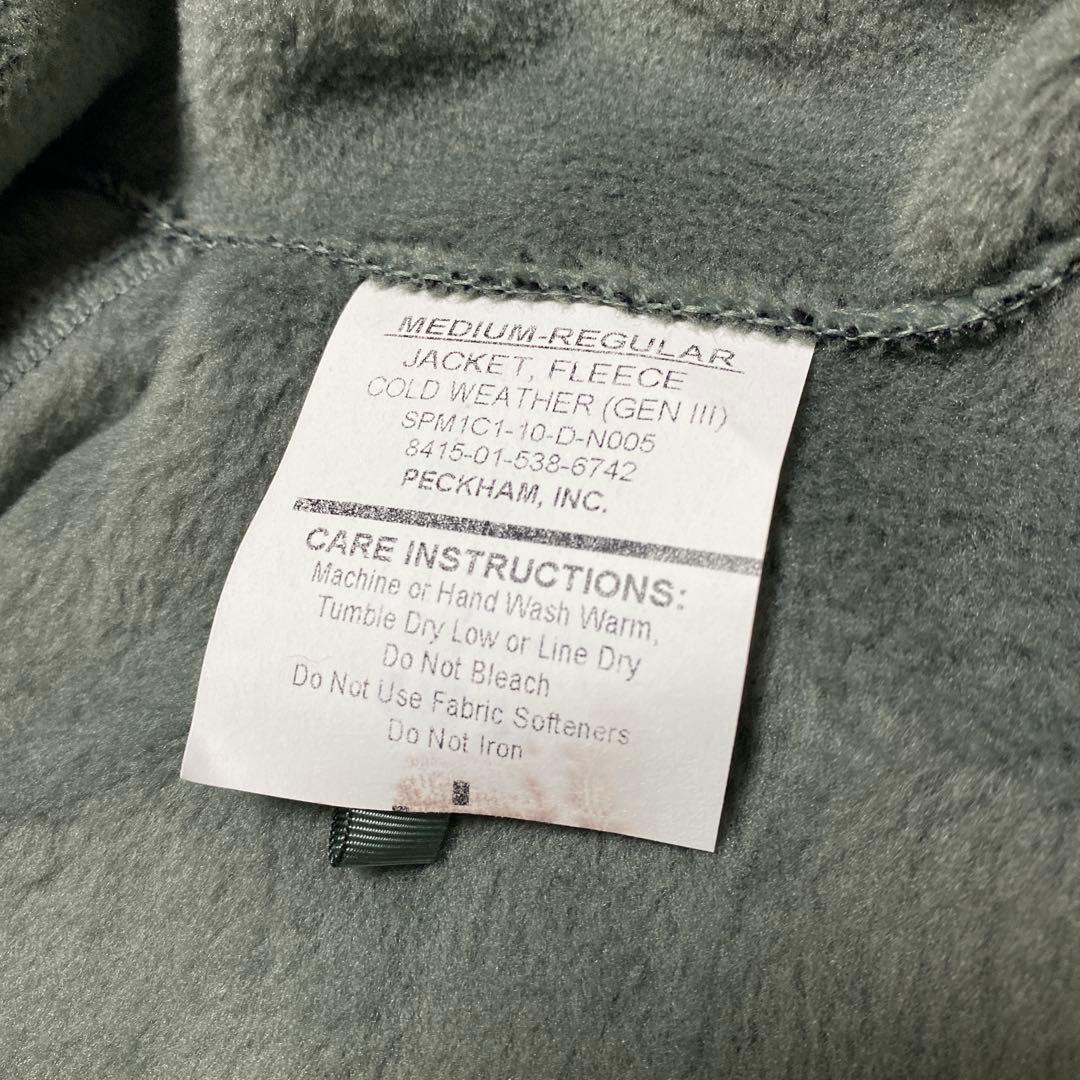 MEDIUM-REGULAR
JACKET, FLEECE
COLD WEATHER (GEN III)
SPM1C1-10-D-N005
8415-01-538-6742
PECKHAM, INC.
CARE INSTRUCTIONS:
Machine or Hand Wash Warm,
Tumble Dry Low or Line Dry
Do Not Bleach
Do Not Use Fabric Softeners
Do Not Iron